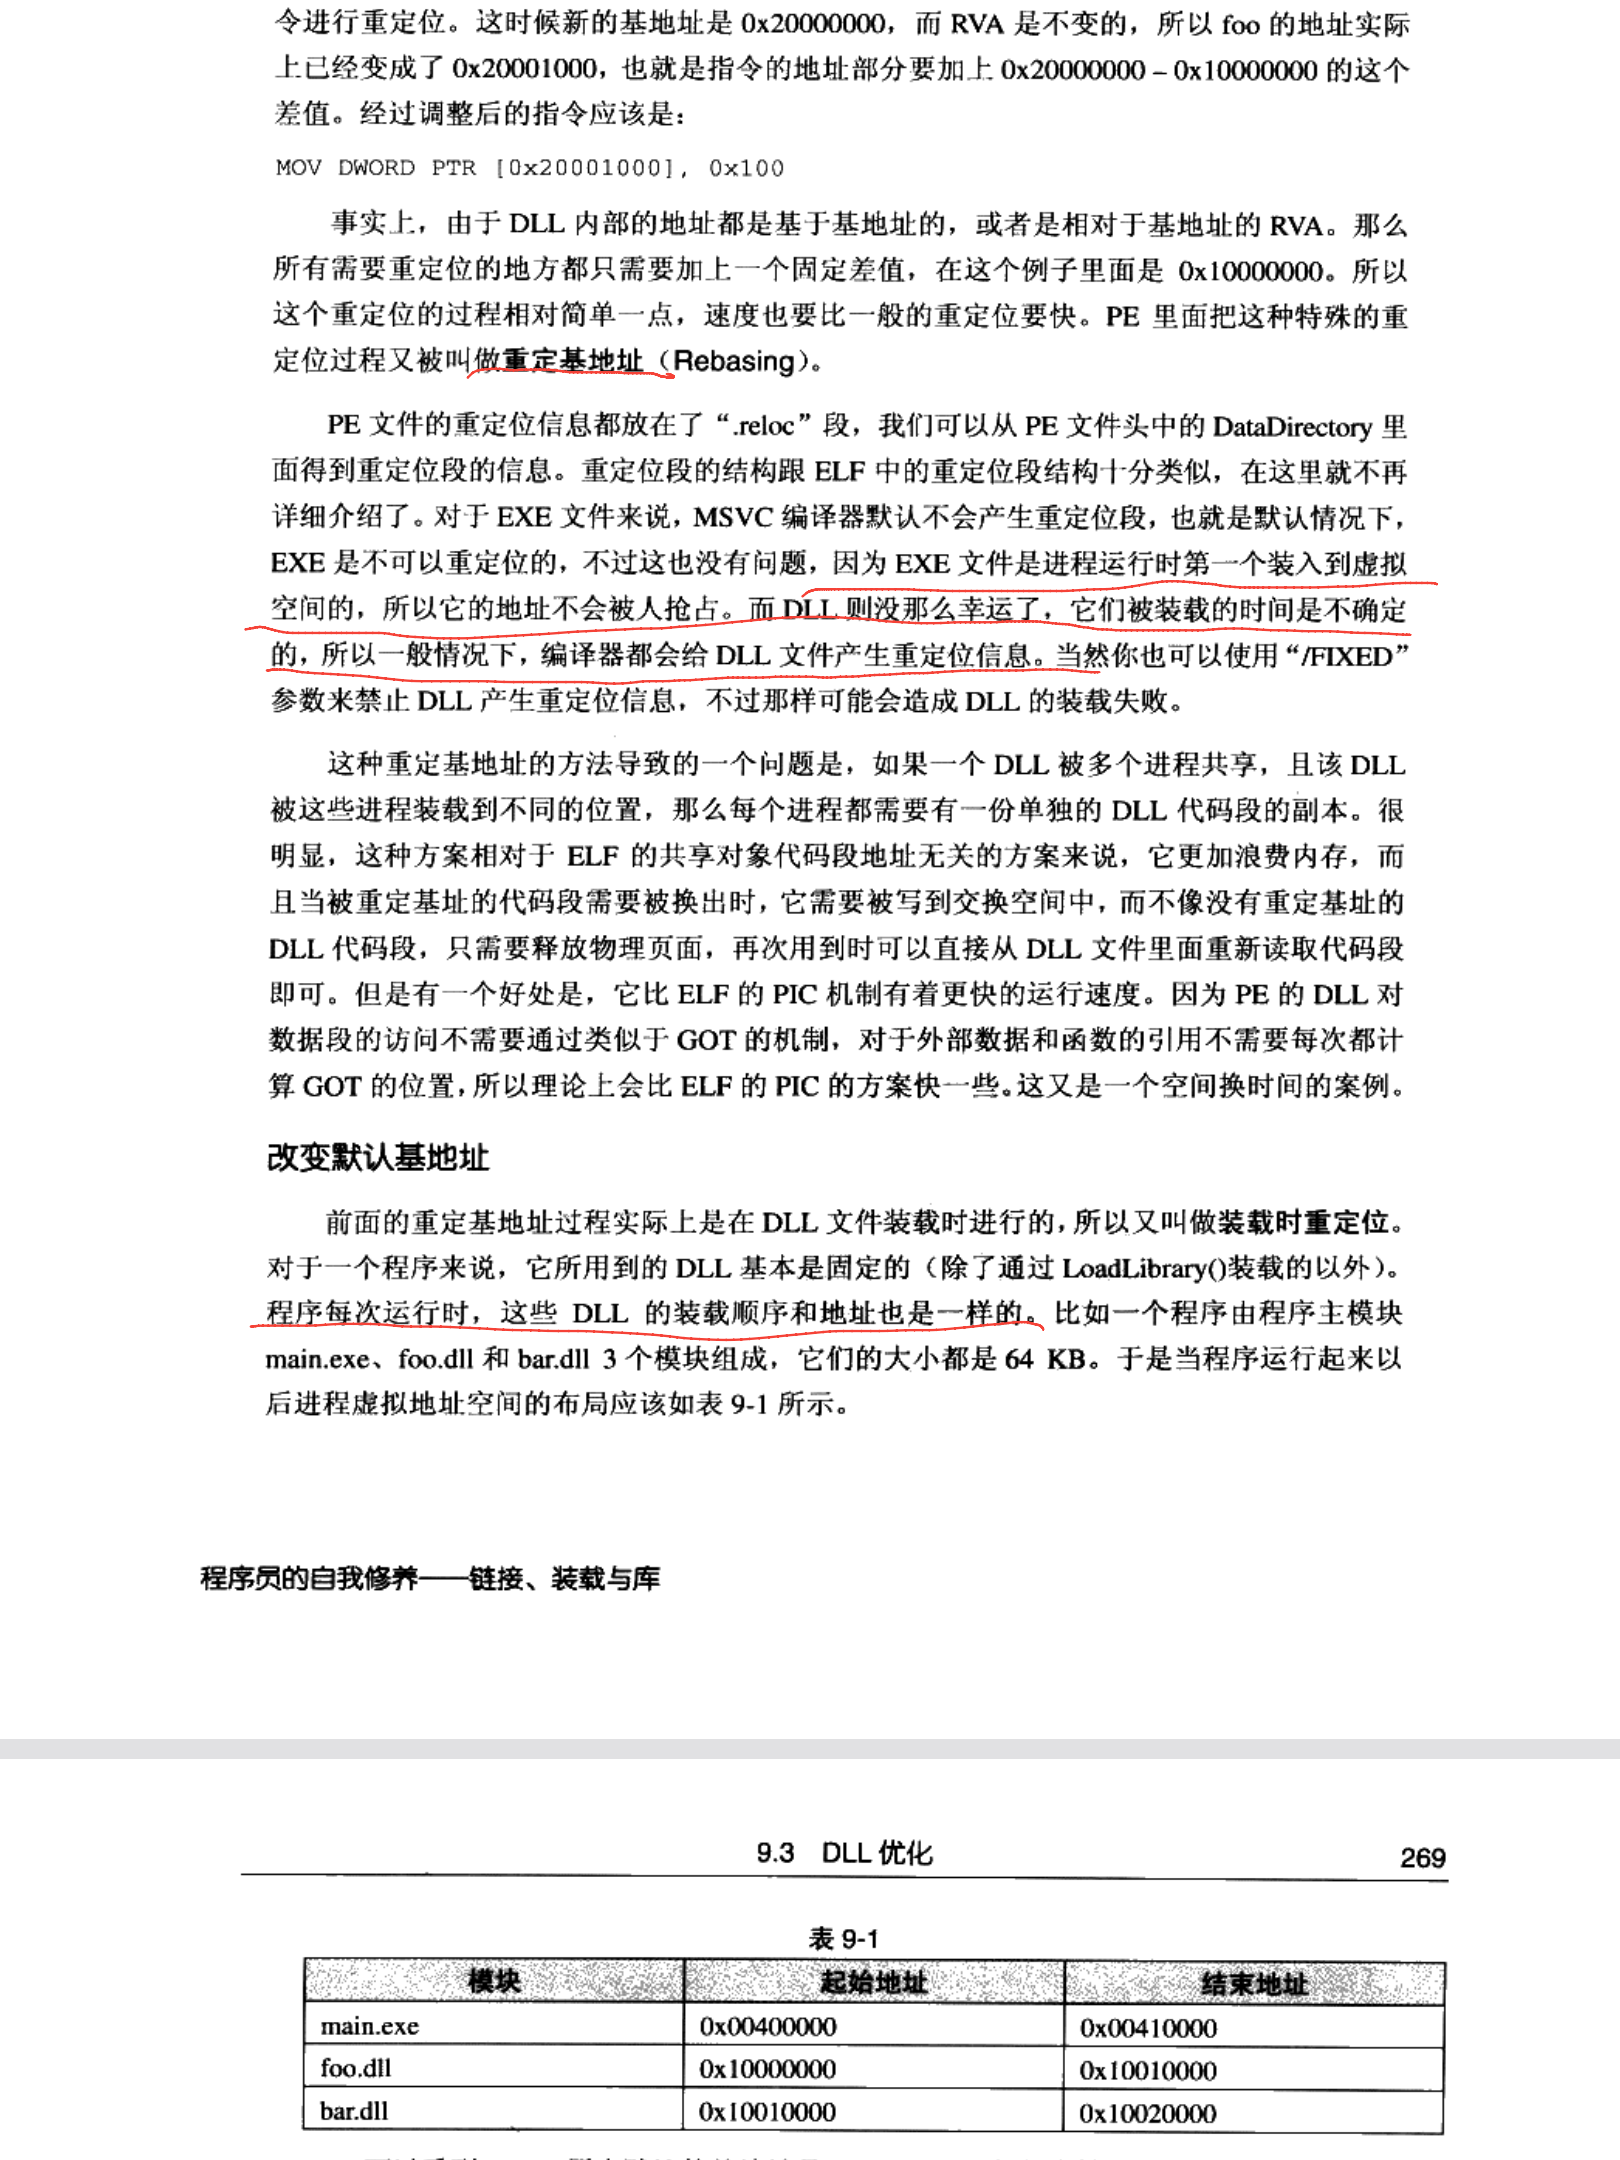 令进行重定位。这时候新的基地址是 0x20000000，而 RVA 是不变的，所以 foo 的地址实际
上已经变成了 0x20001000，也就是指令的地址部分要加上 0x20000000 – 0x10000000 的这个
差值。经过调整后的指令应该是：
MOV DWORD PTR [0x20001000], 0x100
事实上，由于 DLL 内部的地址都是基于基地址的，或者是相对于基地址的 RVA。那么
所有需要重定位的地方都只需要加上一个固定差值，在这个例子里面是 0x10000000。所以
这个重定位的过程相对简单一点，速度也要比一般的重定位要快。PE 里面把这种特殊的重
定位过程又被叫做重定基地址（Rebasing）。
PE 文件的重定位信息都放在了“.reloc”段，我们可以从 PE 文件头中的 DataDirectory 里
面得到重定位段的信息。重定位段的结构跟 ELF 中的重定位段结构十分类似，在这里就不再
详细介绍了。对于 EXE 文件来说，MSVC 编译器默认不会产生重定位段，也就是默认情况下，
EXE 是不可以重定位的，不过这也没有问题，因为 EXE 文件是进程运行时第一个装入到虚拟
空间的，所以它的地址不会被人抢占。而 DLL 则没那么幸运了，它们被装载的时间是不确定
的，所以一般情况下，编译器都会给 DLL 文件产生重定位信息。当然你也可以使用“/FIXED”
参数来禁止 DLL 产生重定位信息，不过那样可能会造成 DLL 的装载失败。
这种重定基地址的方法导致的一个问题是，如果一个 DLL 被多个进程共享，且该 DLL
被这些进程装载到不同的位置，那么每个进程都需要有一份单独的 DLL 代码段的副本。很
明显，这种方案相对于 ELF 的共享对象代码段地址无关的方案来说，它更加浪费内存，而
且当被重定基址的代码段需要被换出时，它需要被写到交换空间中，而不像没有重定基址的
DLL 代码段，只需要释放物理页面，再次用到时可以直接从 DLL 文件里面重新读取代码段
即可。但是有一个好处是，它比 ELF 的 PIC 机制有着更快的运行速度。因为 PE 的 DLL 对
数据段的访问不需要通过类似于 GOT 的机制，对于外部数据和函数的引用不需要每次都计
算 GOT 的位置，所以理论上会比 ELF 的 PIC 的方案快一些。这又是一个空间换时间的案例。
改变默认基地址
前面的重定基地址过程实际上是在 DLL 文件装载时进行的，所以又叫做装载时重定位。
对于一个程序来说，它所用到的 DLL 基本是固定的（除了通过 LoadLibrary()装载的以外）。
程序每次运行时，这些 DLL 的装载顺序和地址也是一样的。比如一个程序由程序主模块
main.exe、foo.dll 和 bar.dll 3 个模块组成，它们的大小都是 64 KB。于是当程序运行起来以
后进程虚拟地址空间的布局应该如表 9-1 所示。
程序员的自我修养——链接、装载与库
9.3 DLL 优化 269
表 9-1
模块 起始地址 结束地址
main.exe 0x00400000 0x00410000
foo.dll 0x10000000 0x10010000
bar.dll 0x10010000 0x10020000